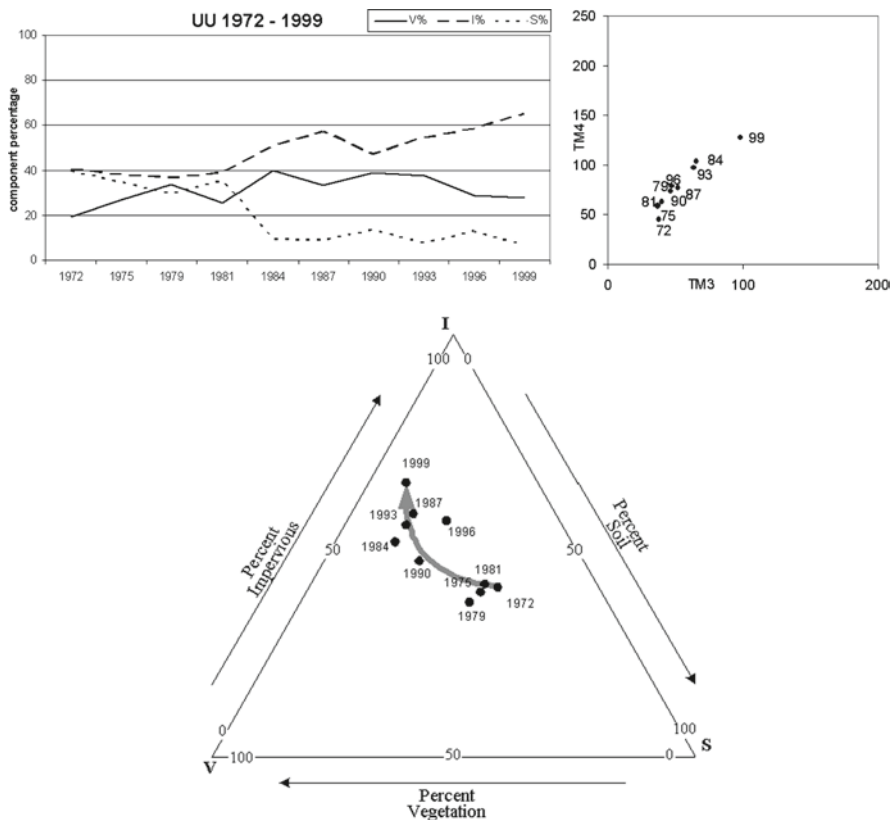 UU 1972 - 1999
V% I% S%
component percentage
100
80
60
40
20
0
1972 1975 1979 1981 1984 1987 1990 1993 1996 1999
250
200
150
100
50
0
TM4
99
84
93
96
79
87
81
90
75
72
0 100 200
TM3
I
100 0
Percent
Impervious
Percent
Soil
1999
1987
1993
1996
1984
50
50
1990
1975
1981
1972
1979
0
100
V
100
50
0
S
Percent
Vegetation